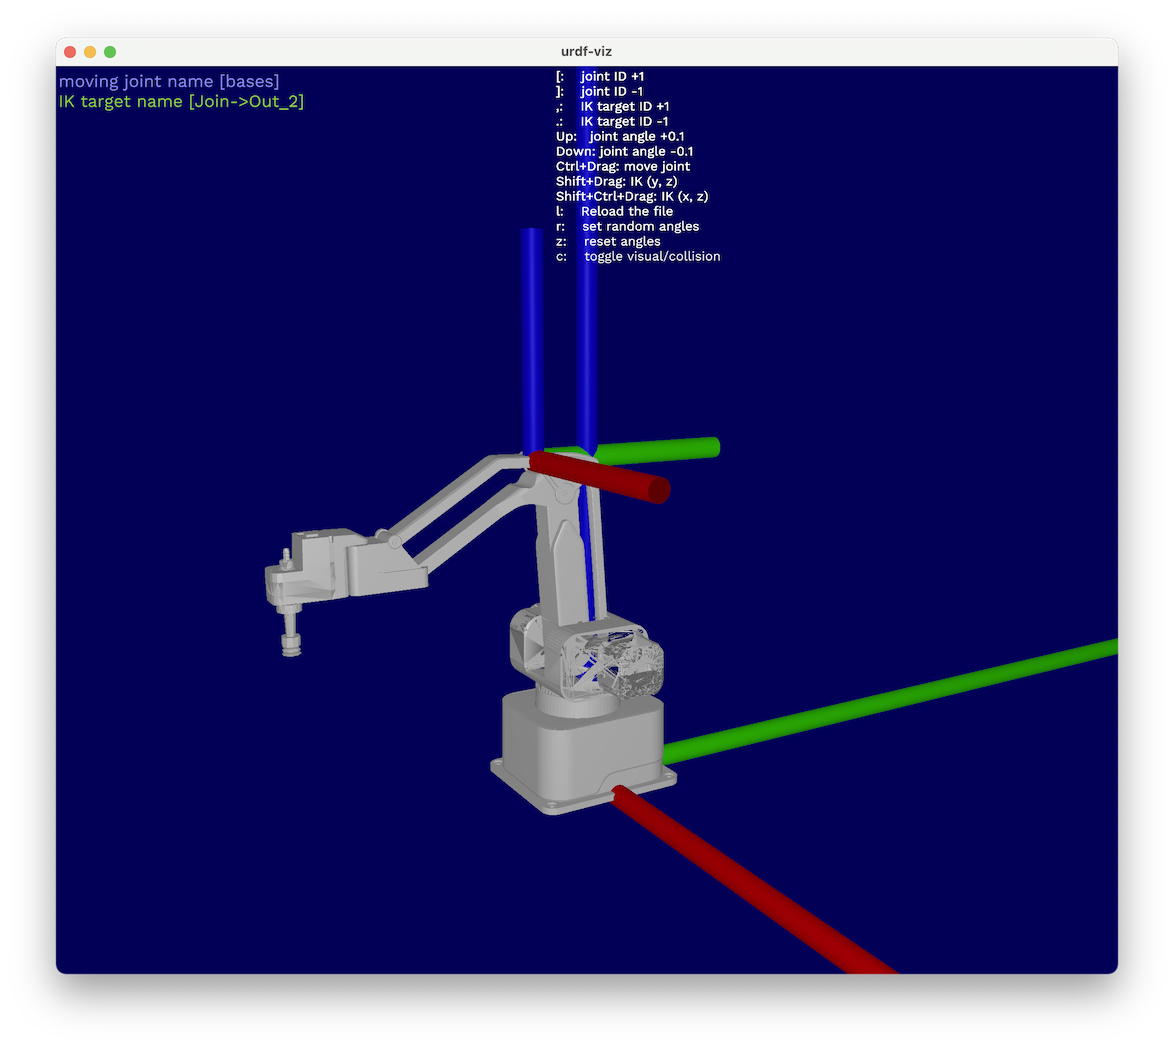 urdf-viz
moving joint name [bases]
IK target name [Join->Out_2]
[: joint ID +1
]: joint ID -1
,: IK target ID +1
.: IK target ID -1
Up: joint angle +0.1
Down: joint angle -0.1
Ctrl+Drag: move joint
Shift+Drag: IK (y, z)
Shift+Ctrl+Drag: IK (x, z)
l: Reload the file
r: set random angles
z: reset angles
c: toggle visual/collision